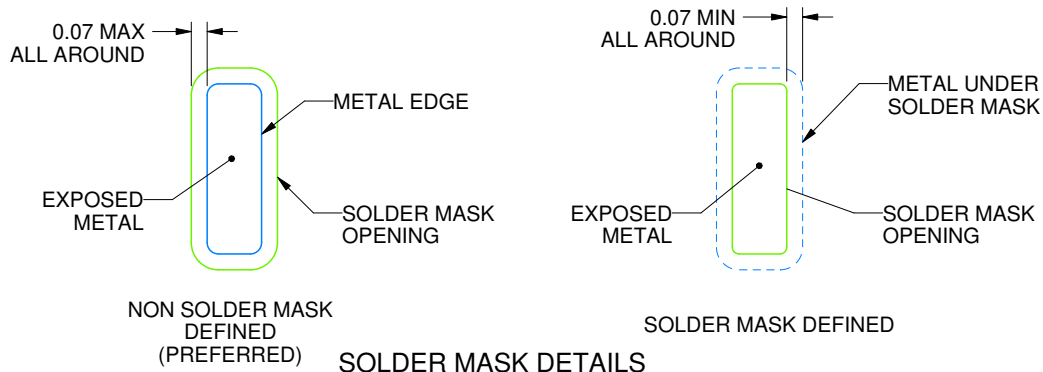 0.07 MAX
ALL AROUND
METAL EDGE
EXPOSED
METAL
SOLDER MASK
OPENING
NON SOLDER MASK
DEFINED
(PREFERRED)
0.07 MIN
ALL AROUND
METAL UNDER
SOLDER MASK
EXPOSED
METAL
SOLDER MASK
OPENING
SOLDER MASK DEFINED
SOLDER MASK DETAILS